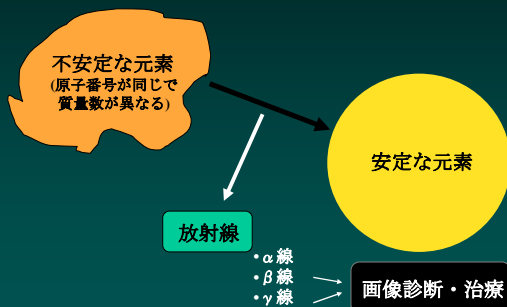 不安定な元素
(原子番号が同じで
質量数が異なる)
安定な元素
放射線
・α線
・β線
・γ線
画像診断・治療